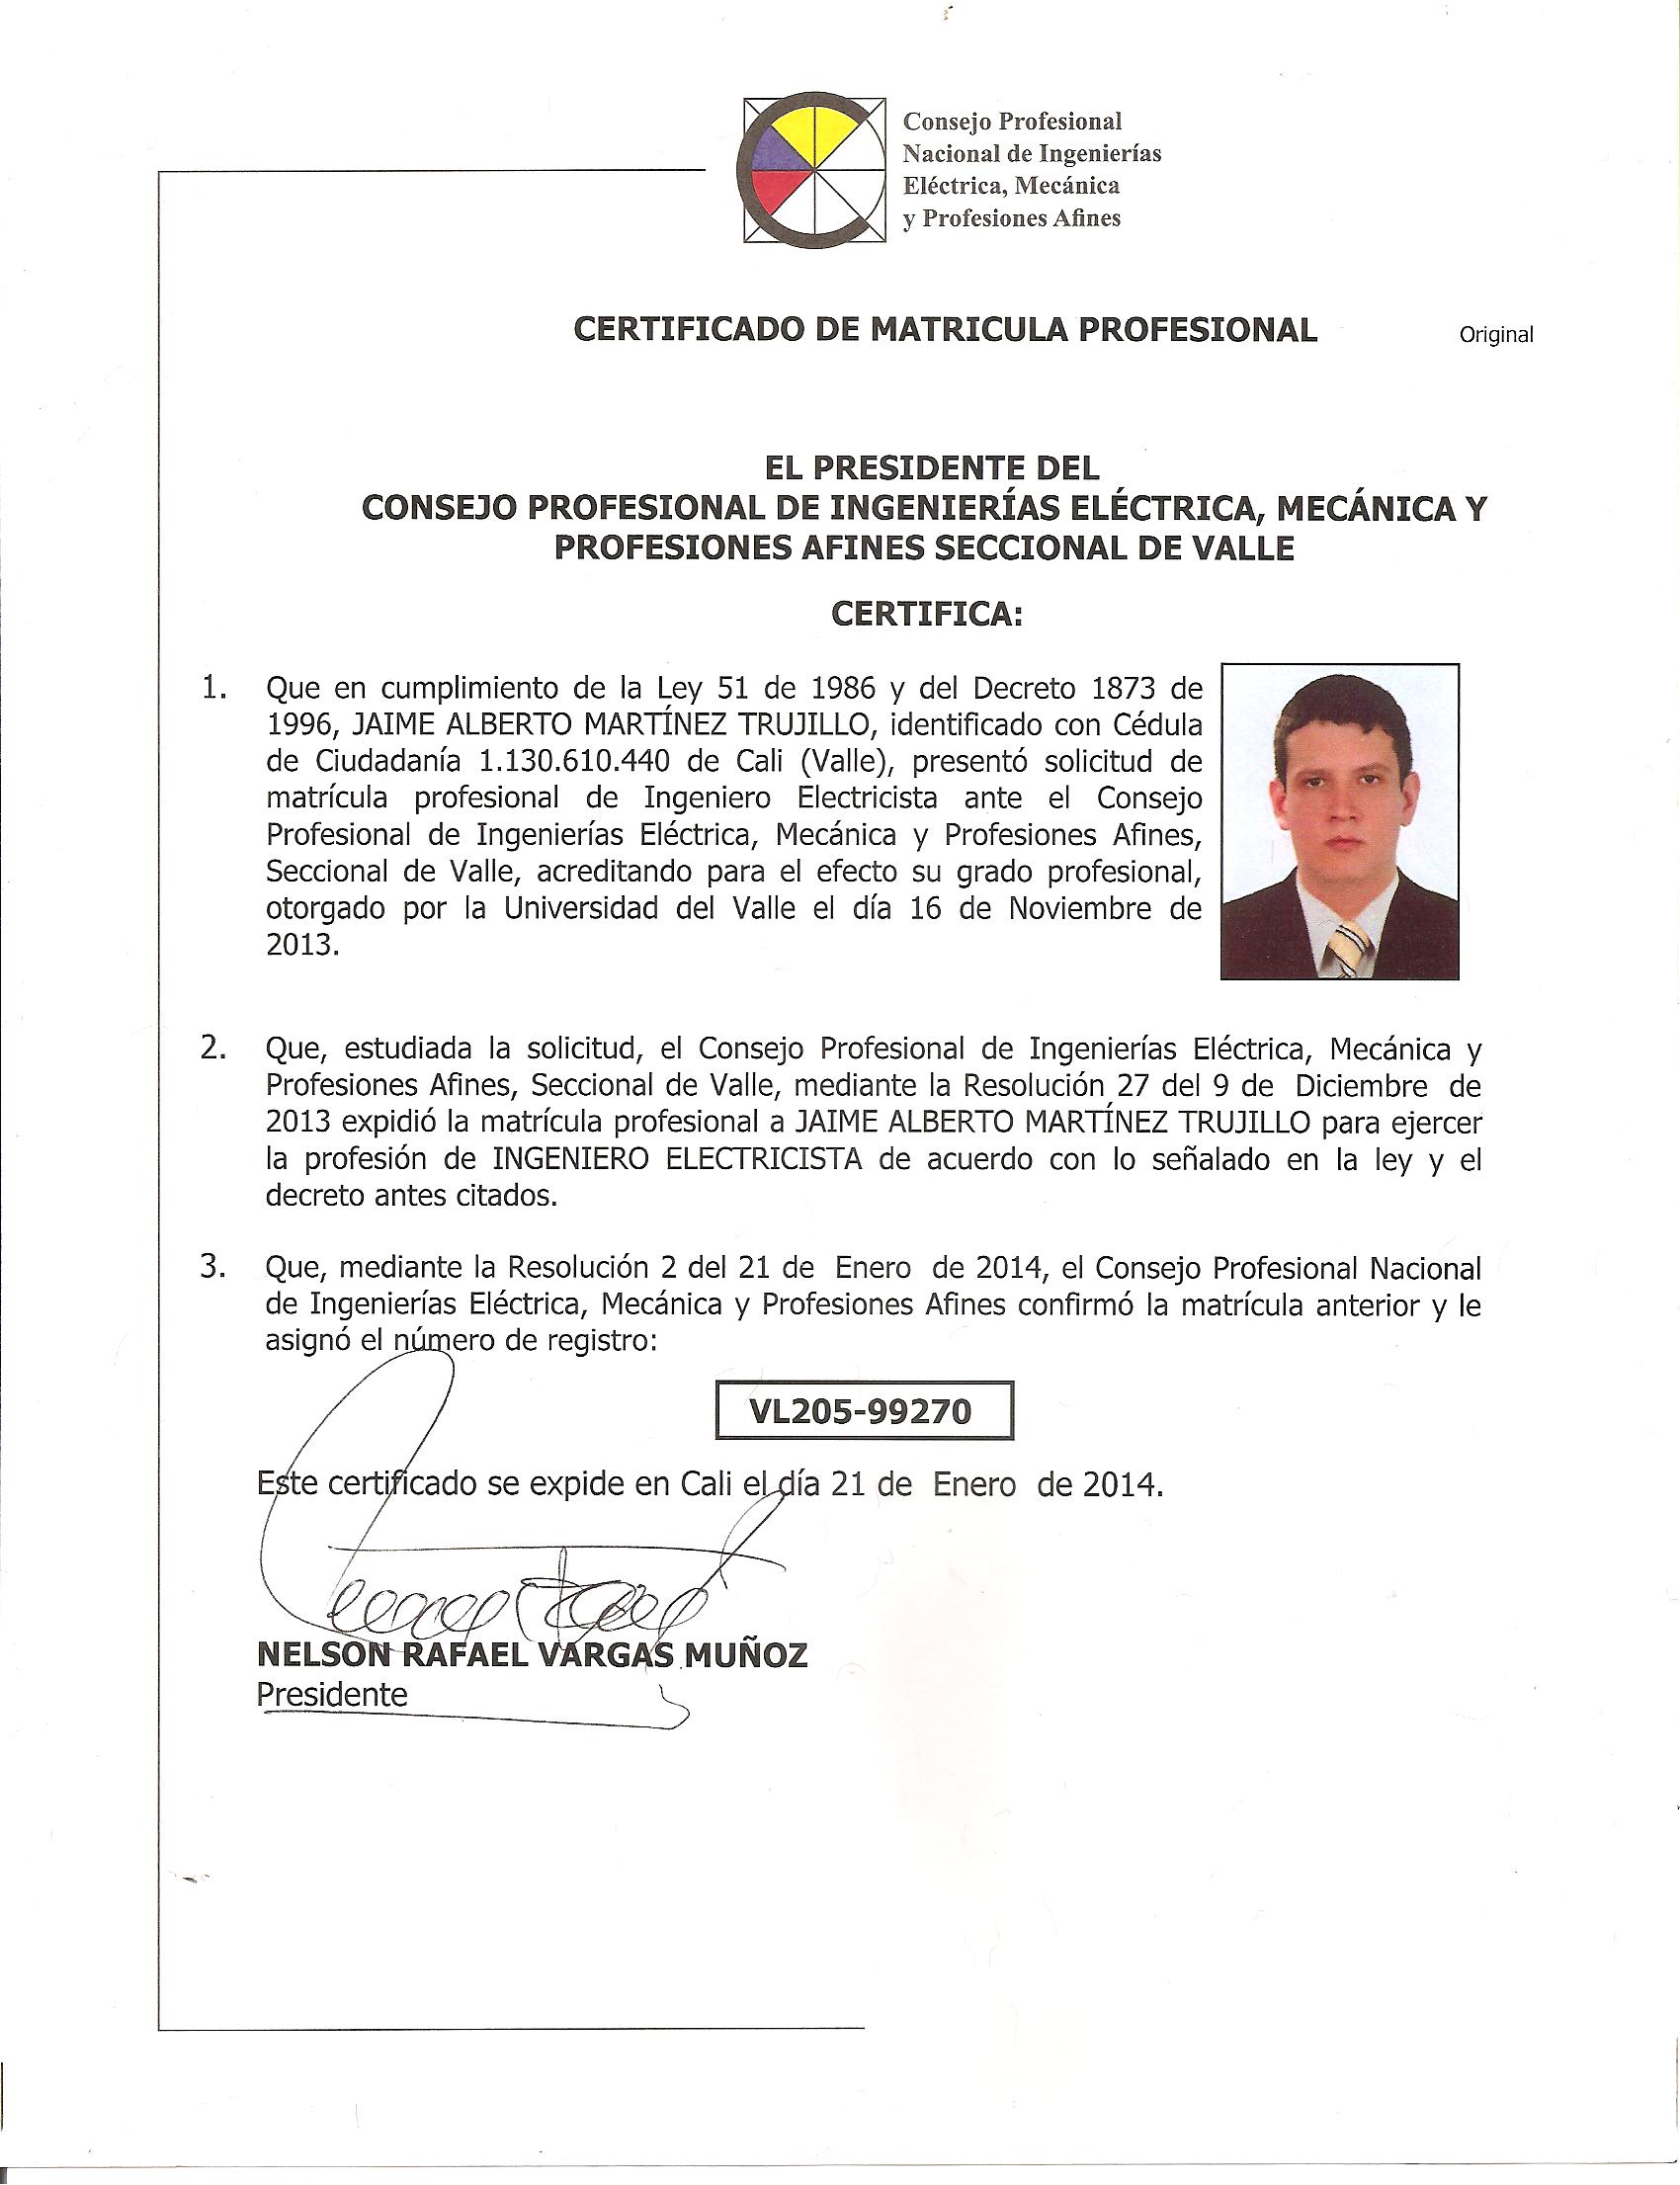 Consejo Profesional
Nacional de Ingenierías
Eléctrica, Mecánica
y Profesiones Afines
CERTIFICADO DE MATRICULA PROFESIONAL
Original
EL PRESIDENTE DEL
CONSEJO PROFESIONAL DE INGENIERÍAS ELÉCTRICA, MECÁNICA Y
PROFESIONES AFINES SECCIONAL DE VALLE
CERTIFICA:
1. Que en cumplimiento de la Ley 51 de 1986 y del Decreto 1873 de
1996, JAIME ALBERTO MARTÍNEZ TRUJILLO, identificado con Cédula
de Ciudadanía 1.130.610.440 de Cali (Valle), presentó solicitud de
matrícula profesional de Ingeniero Electricista ante el Consejo
Profesional de Ingenierías Eléctrica, Mecánica y Profesiones Afines,
Seccional de Valle, acreditando para el efecto su grado profesional,
otorgado por la Universidad del Valle el día 16 de Noviembre de
2013.
2. Que, estudiada la solicitud, el Consejo Profesional de Ingenierías Eléctrica, Mecánica y
Profesiones Afines, Seccional de Valle, mediante la Resolución 27 del 9 de Diciembre de
2013 expidió la matrícula profesional a JAIME ALBERTO MARTÍNEZ TRUJILLO para ejercer
la profesión de INGENIERO ELECTRICISTA de acuerdo con lo señalado en la ley y el
decreto antes citados.
3. Que, mediante la Resolución 2 del 21 de Enero de 2014, el Consejo Profesional Nacional
de Ingenierías Eléctrica, Mecánica y Profesiones Afines confirmó la matrícula anterior y le
asignó el número de registro:
VL205-99270
Este certificado se expide en Cali el día 21 de Enero de 2014.
NELSON RAFAEL VARGAS MUÑOZ
Presidente